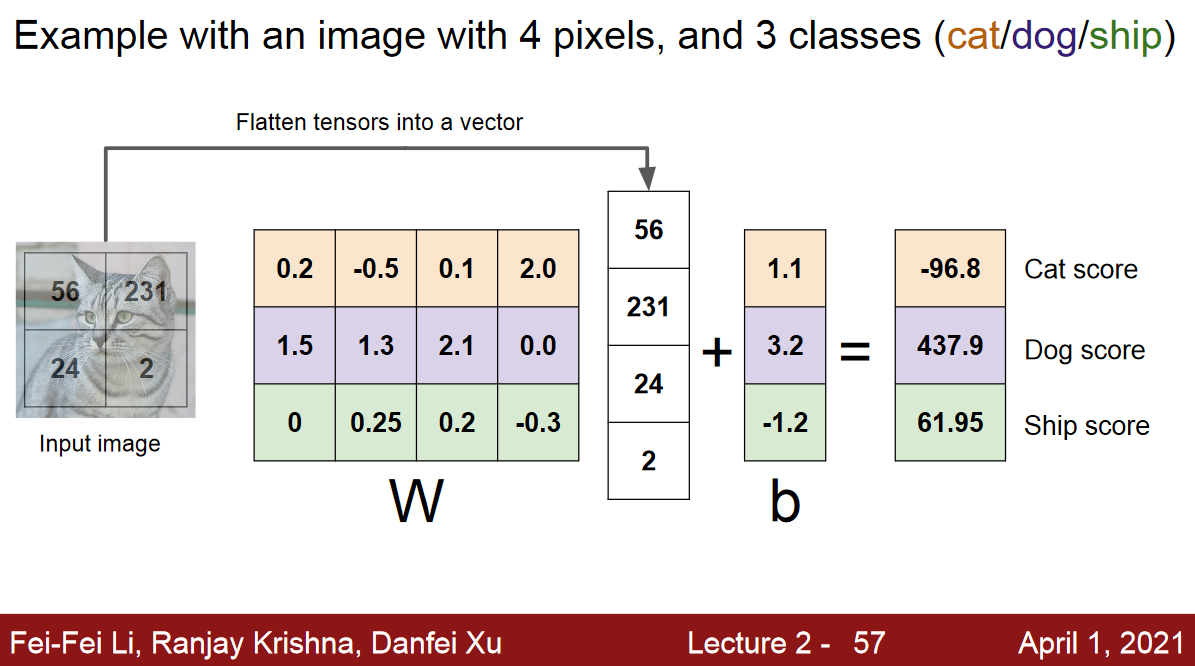 Example with an image with 4 pixels, and 3 classes (cat/dog/ship)
Flatten tensors into a vector
56 231
24 2
Input image
0.2 -0.5 0.1 2.0
1.5 1.3 2.1 0.0
0 0.25 0.2 -0.3
W
56
231
24
2
+
1.1
3.2
-1.2
b
=
-96.8 Cat score
437.9 Dog score
61.95 Ship score
Fei-Fei Li, Ranjay Krishna, Danfei Xu Lecture 2 - 57 April 1, 2021